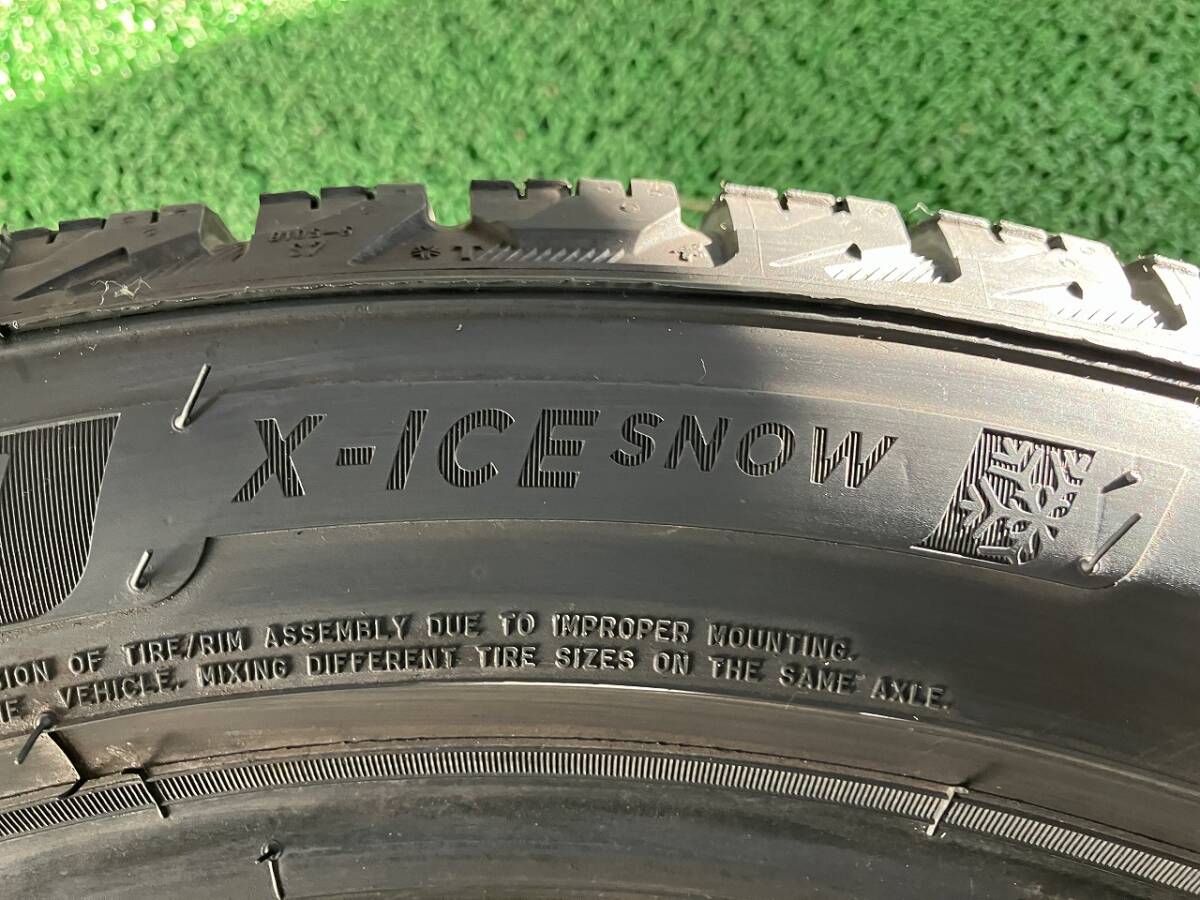 X-ICE SNOW
SION OF TIRE/RIM ASSEMBLY DUE TO IMPROPER MOUNTING.
VEHICLE. MIXING DIFFERENT TIRE SIZES ON THE SAME AXLE.